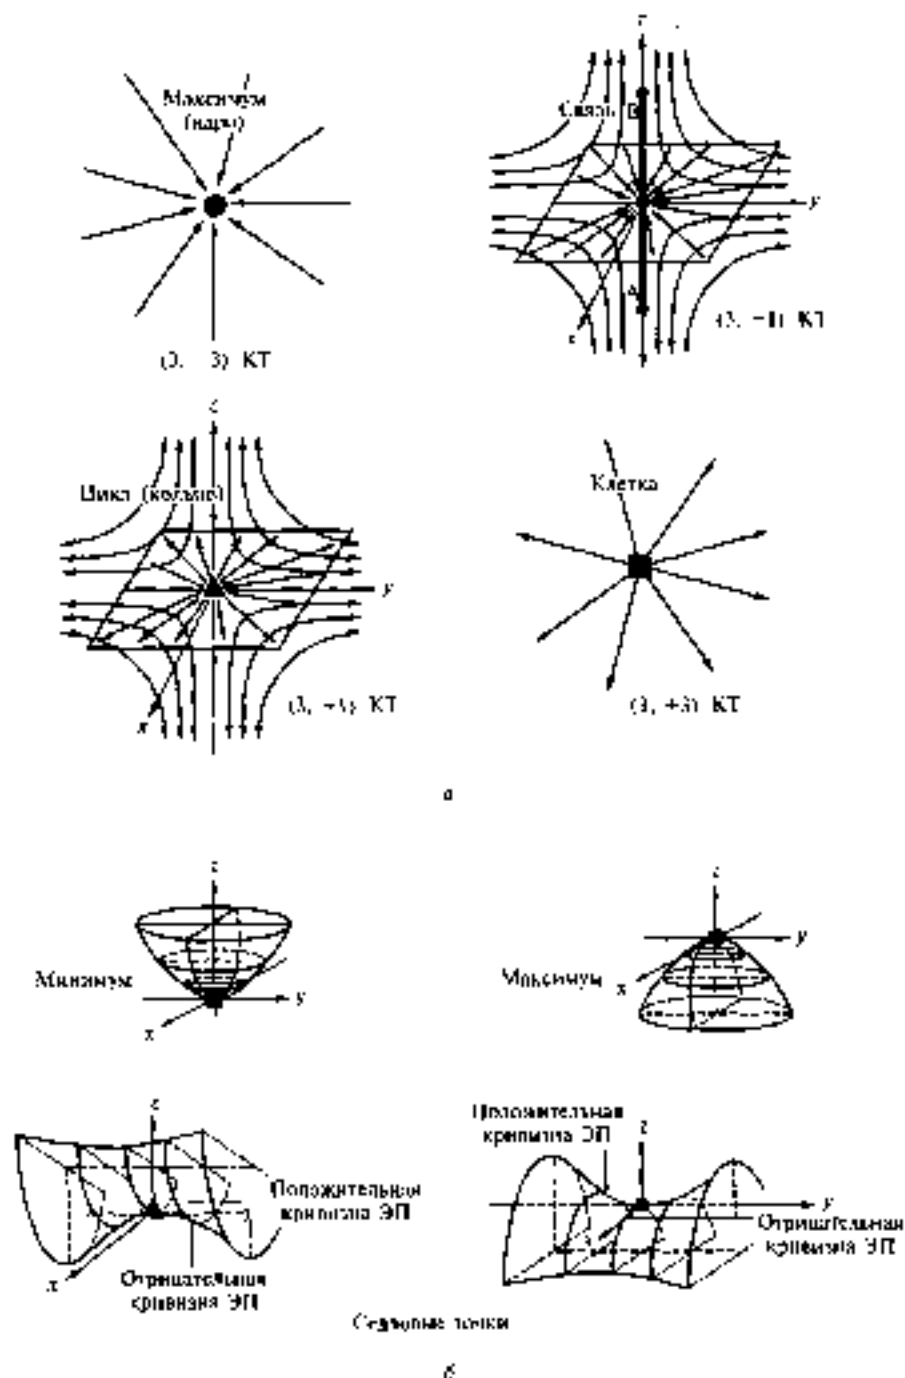 Максимум
(ядро)
(3, −3) КТ
z
Связь
B
y
A
x
(3, −1) КТ
z
Цикл (кольцо)
y
x
(3, +1) КТ
Клетка
(3, +3) КТ
а
z
Минимум
y
x
z
Максимум
y
x
z
Положительная
кривизна ЭП
x
Отрицательная
кривизна ЭП
Положительная
кривизна ЭП
z
y
Отрицательная
кривизна ЭП
Седловые точки
б